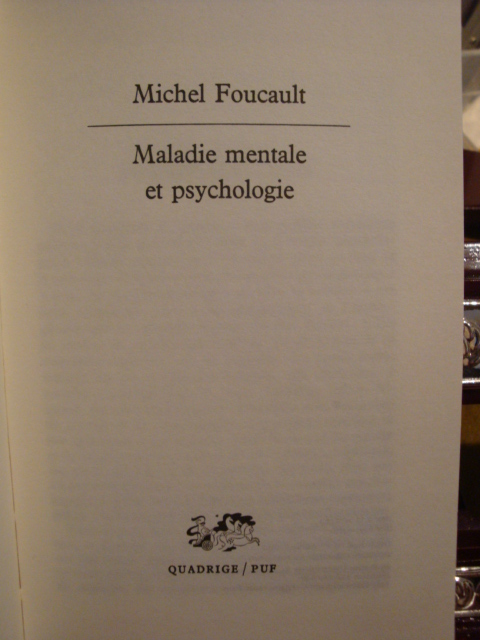 Michel Foucault
Maladie mentale
et psychologie
QUADRIGE / PUF